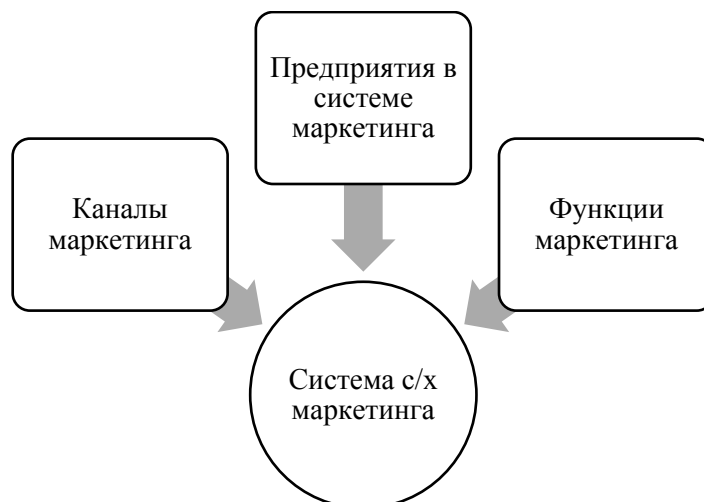 Предприятия в
системе
маркетинга
Каналы
маркетинга
Функции
маркетинга
Система с/х
маркетинга